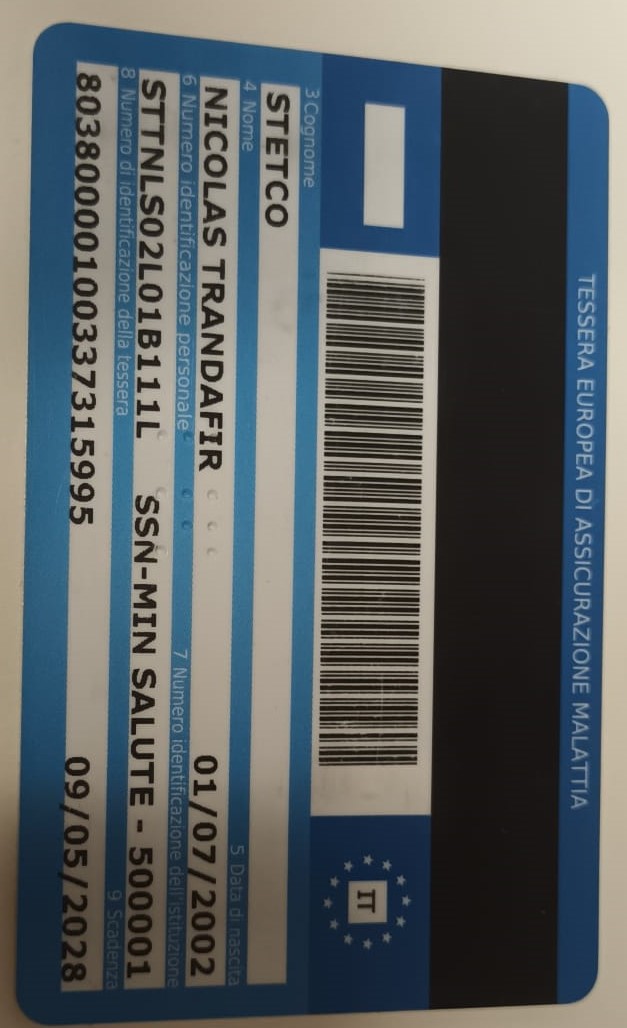 TESSERA EUROPEA DI ASSICURAZIONE MALATTIA
IT
3 Cognome
STETCO
4 Nome
5 Data di nascita
NICOLAS TRANDAFIR 01/07/2002
6 Numero identificazione personale
7 Numero identificazione dell'istituzione
STTNLS02L01B111L SSN-MIN SALUTE - 500001
8 Numero di identificazione della tessera
9 Scadenza
80380000100337315995 09/05/2028